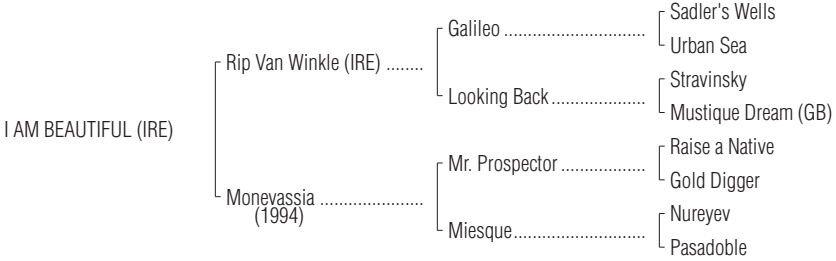 Sadler's Wells
Galileo ..............................
Urban Sea
Rip Van Winkle (IRE) ........
Stravinsky
Looking Back....................
Mustique Dream (GB)
I AM BEAUTIFUL (IRE)
Raise a Native
Mr. Prospector ..................
Gold Digger
Monevassia ......................
(1994)
Nureyev
Miesque............................
Pasadoble